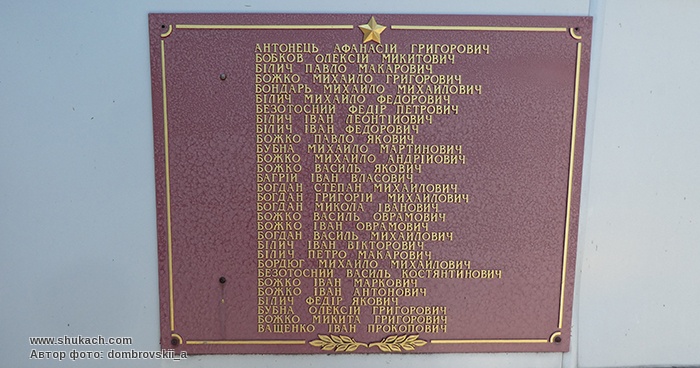 АНТОНЕЦЬ АФАНАСІЙ ГРИГОРОВИЧ
БОБКОВ ОЛЕКСІЙ МИКИТОВИЧ
БІЛИЧ ПАВЛО МАКАРОВИЧ
БОЖКО МИХАЙЛО ГРИГОРОВИЧ
БОНДАРЬ МИХАЙЛО МИХАЙЛОВИЧ
БІЛИЧ МИХАЙЛО ФЕДОРОВИЧ
БЕЗОТОСНИЙ ФЕДІР ПЕТРОВИЧ
БІЛИЧ ІВАН ЛЕОНТІЙОВИЧ
БІЛИЧ ІВАН ФЕДОРОВИЧ
БОЖКО ПАВЛО ЯКОВИЧ
БУБНА МИХАЙЛО МАРТИНОВИЧ
БОЖКО МИХАЙЛО АНДРІЙОВИЧ
БОЖКО ВАСИЛЬ ЯКОВИЧ
БАГРІЙ ІВАН ВЛАСОВИЧ
БОГДАН СТЕПАН МИХАЙЛОВИЧ
БОГДАН ГРИГОРІЙ МИХАЙЛОВИЧ
БОГДАН МИКОЛА ІВАНОВИЧ
БОЖКО ВАСИЛЬ ОВРАМОВИЧ
БОЖКО ІВАН ОВРАМОВИЧ
БОГДАН ВАСИЛЬ МИХАЙЛОВИЧ
БІЛИЧ ІВАН ВІКТОРОВИЧ
БІЛИЧ ПЕТРО МАКАРОВИЧ
БОРДЮГ МИХАЙЛО МИХАЙЛОВИЧ
БЕЗОТОСНИЙ ВАСИЛЬ КОСТЯНТИНОВИЧ
БОЖКО ІВАН МАРКОВИЧ
БОЖКО ІВАН АНТОНОВИЧ
БІЛИЧ ФЕДІР ЯКОВИЧ
БУБНА ОЛЕКСІЙ ГРИГОРОВИЧ
БОЖКО МИКИТА ГРИГОРОВИЧ
ВАЩЕНКО ІВАН ПРОКОПОВИЧ
www.shukach.com
Автор фото: dombrovskii_a